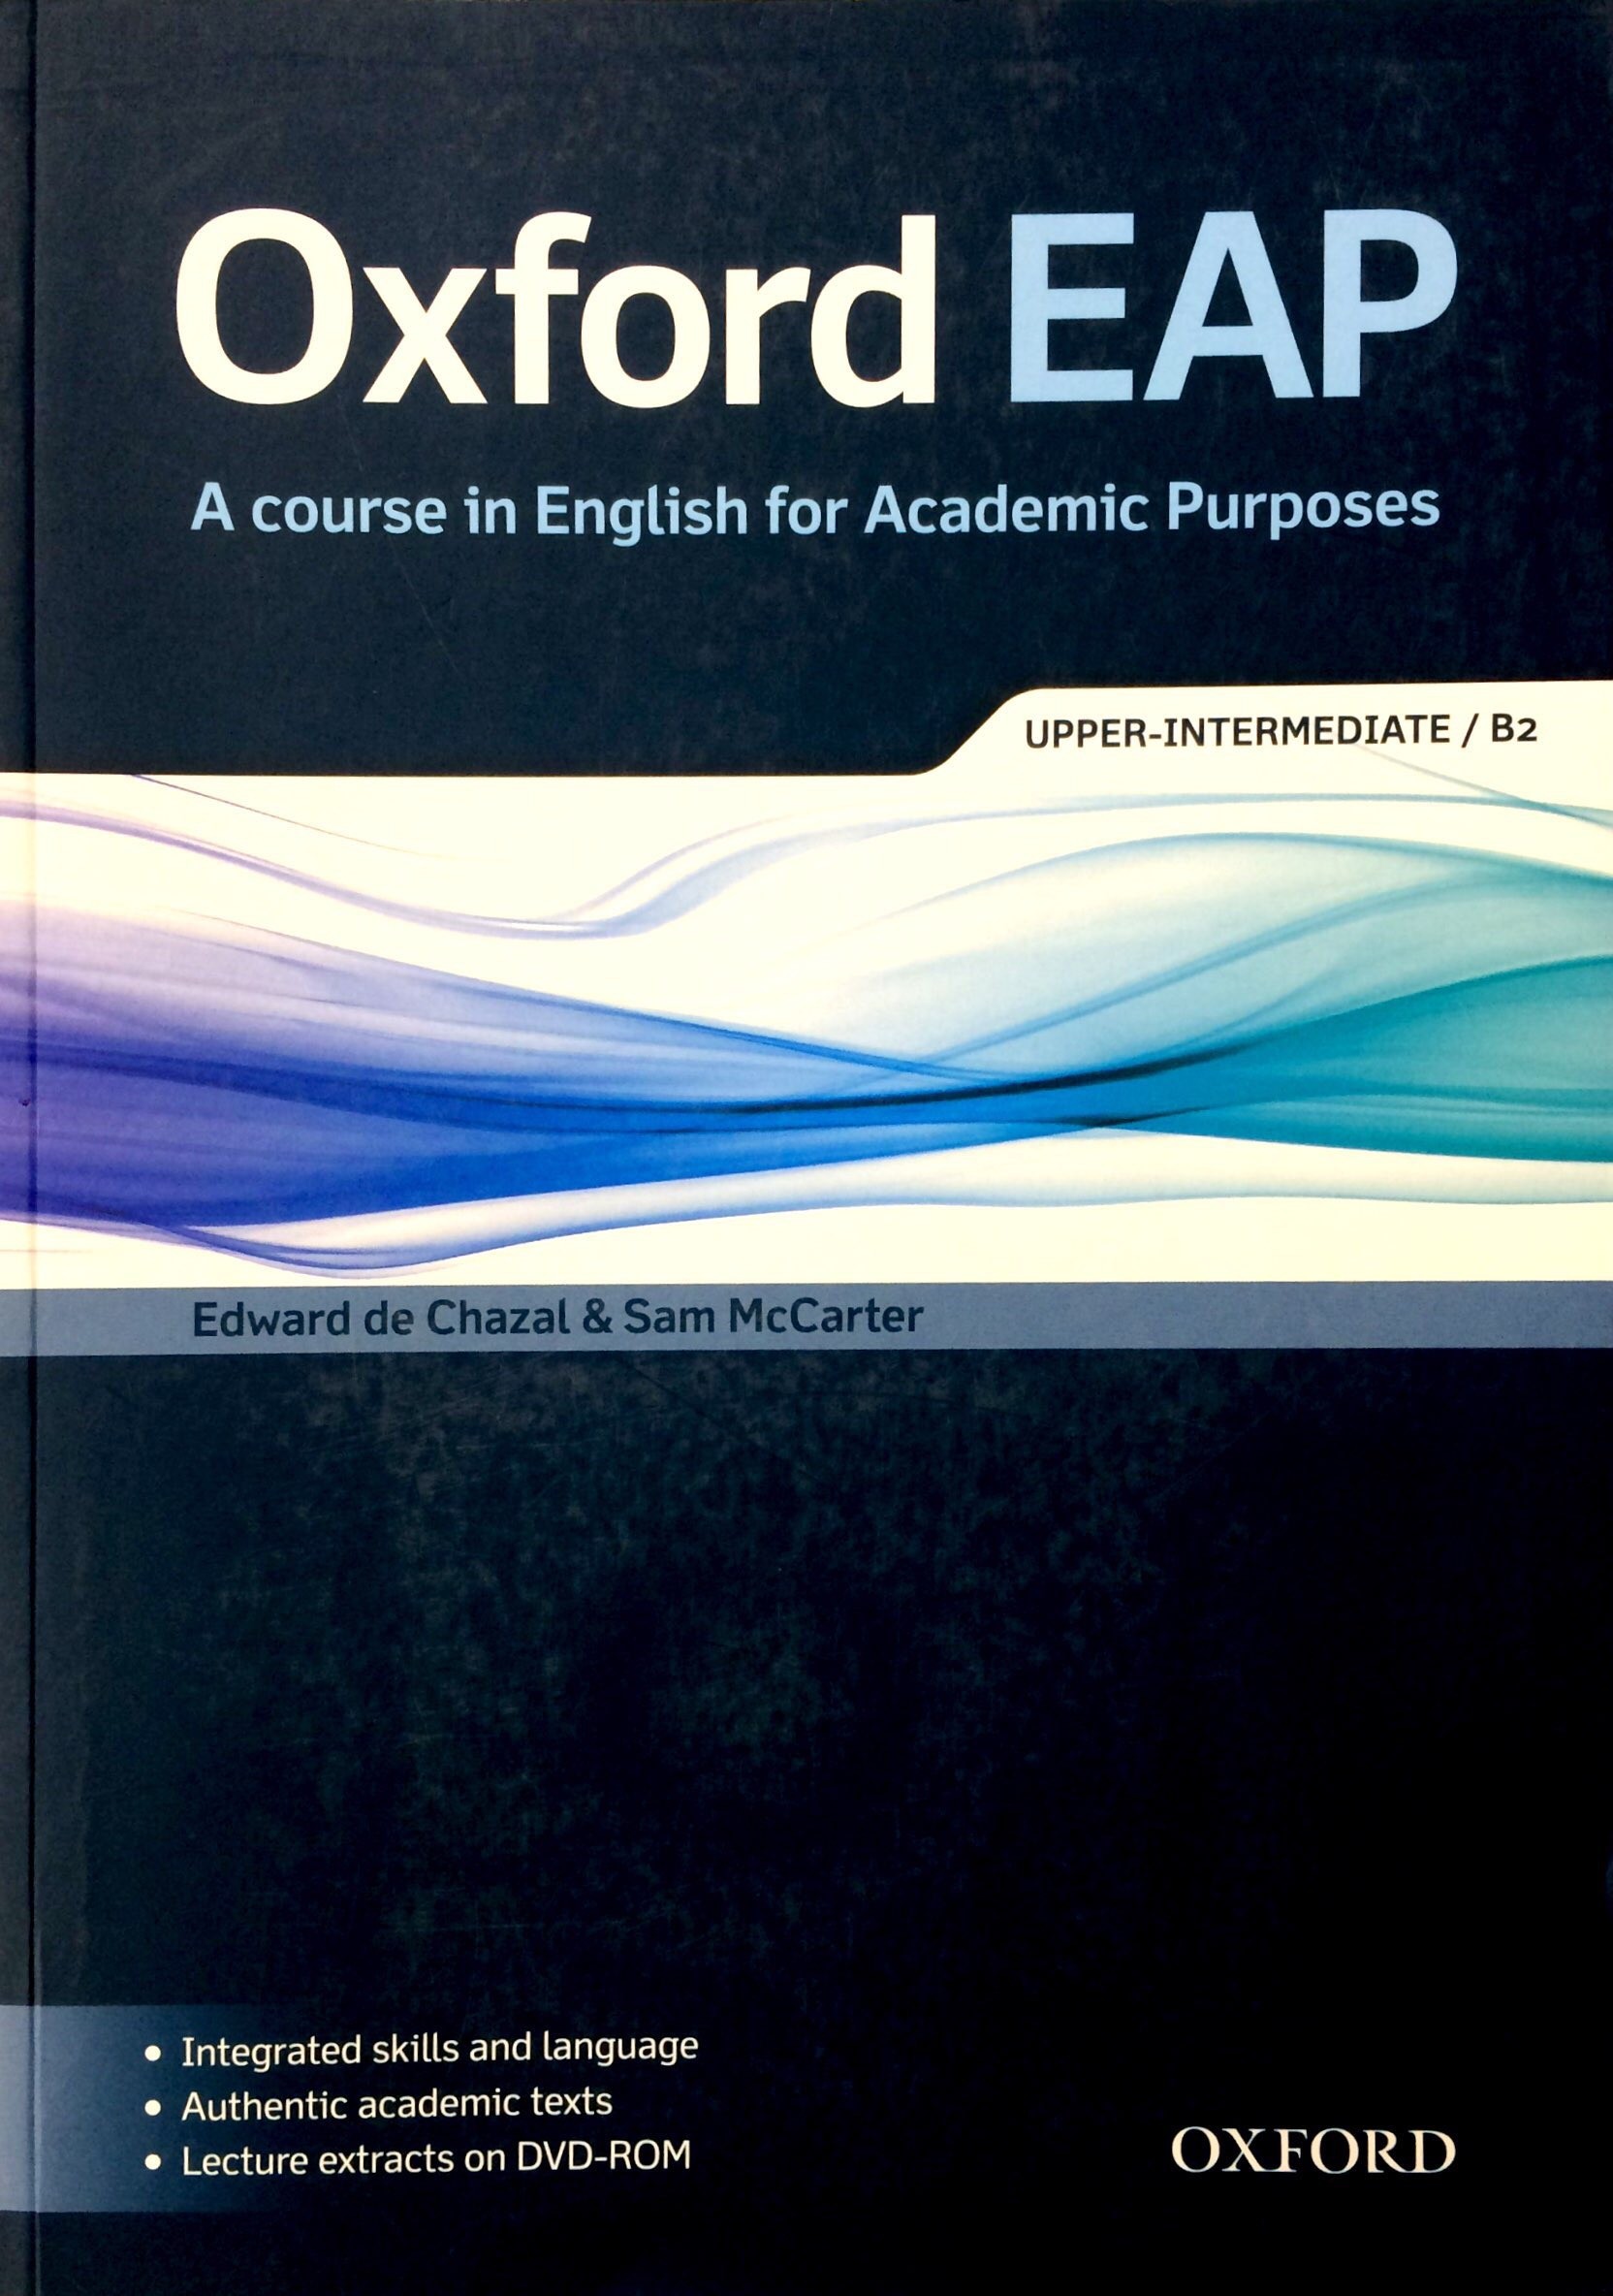 Oxford EAP
A course in English for Academic Purposes
UPPER-INTERMEDIATE / B2
Edward de Chazal & Sam McCarter
• Integrated skills and language
• Authentic academic texts
• Lecture extracts on DVD-ROM
OXFORD